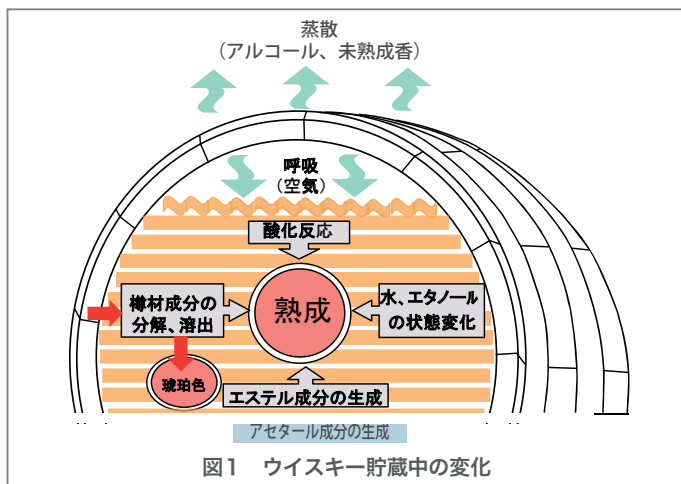 蒸散
（アルコール、未熟成香）
呼吸
（空気）
酸化反応
樽材成分の
分解、溶出
熟成
水、エタノール
の状態変化
琥珀色
エステル成分の生成
アセタール成分の生成
図1 ウイスキー貯蔵中の変化